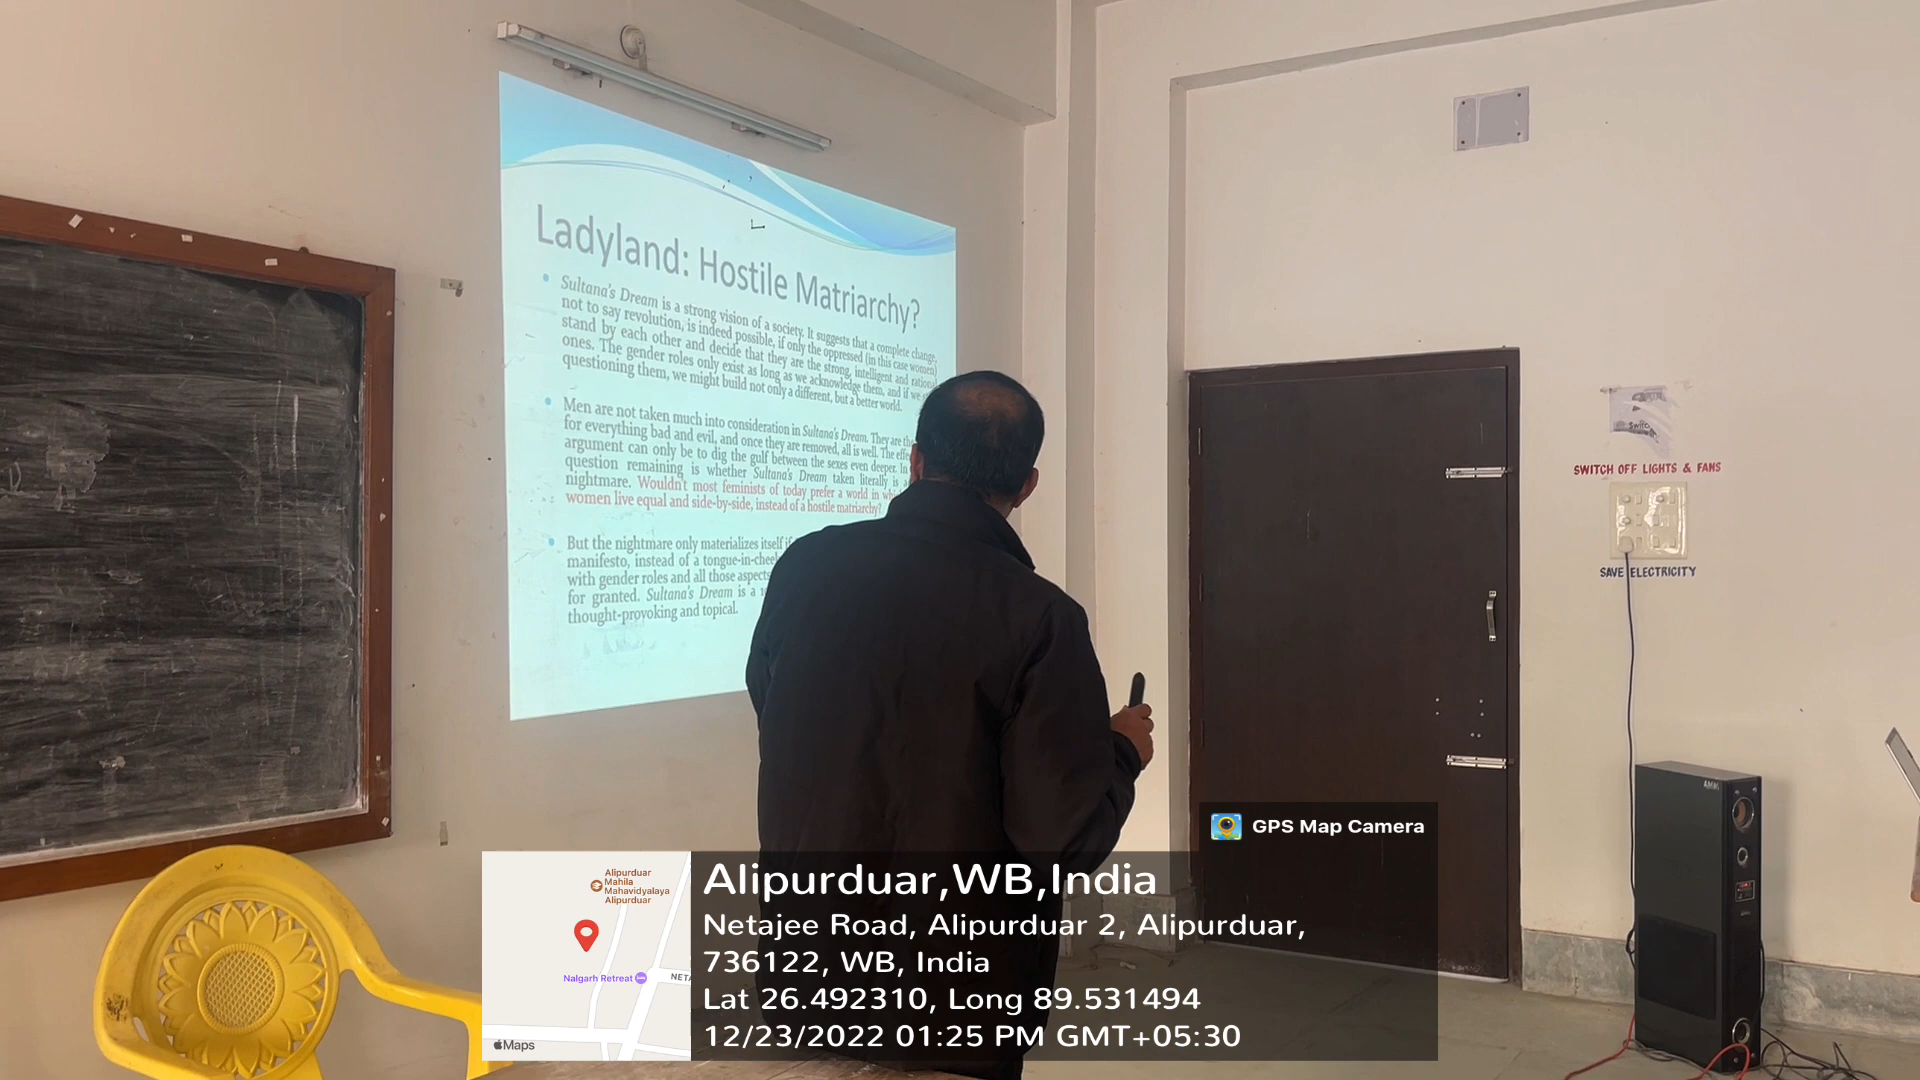 Ladyland: Hostile Matriarchy?
Sultana's Dream is a strong vision of a society. It suggests that a complete change,
not to say revolution, is indeed possible, if only the oppressed (in this case women)
stand by each other and decide that they are the strong, intelligent and rational
ones. The gender roles only exist as long as we acknowledge them, and if we
questioning them, we might build not only a different, but a better world.
Men are not taken much into consideration in Sultana's Dream. They are the
for everything bad and evil, and once they are removed, all is well. The
argument can only be to dig the gulf between the sexes even deeper. In
question remaining is whether Sultana's Dream taken literally is
nightmare. Wouldn't most feminists of today prefer a world in
women live equal and side-by-side, instead of a hostile matriarchy?
But the nightmare only materializes itself
manifesto, instead of a
with gender roles and all those aspects
for granted. Sultana's Dream is a
thought-provoking and topical.
SWITCH OFF LIGHTS & FANS
SAVE ELECTRICITY
GPS Map Camera
Alipurduar
Mahila
Mahavidyalaya
Alipurduar
Nalgarh Retreat
Maps
Alipurduar,WB,India
Netajee Road, Alipurduar 2, Alipurduar,
736122, WB, India
Lat 26.492310, Long 89.531494
12/23/2022 01:25 PM GMT+05:30